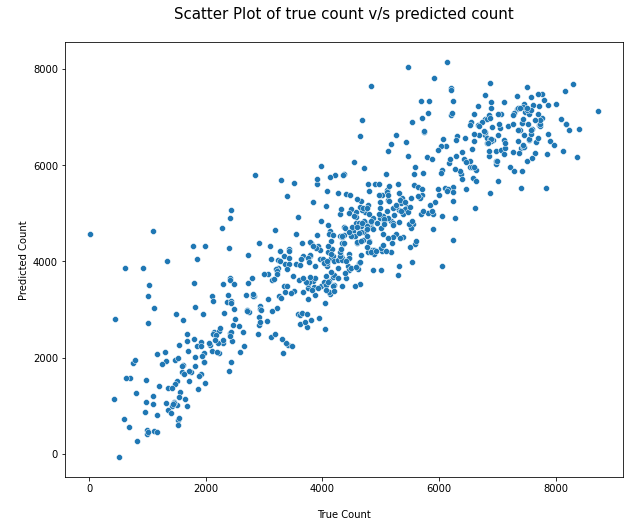 Scatter Plot of true count v/s predicted count
8000
6000
4000
2000
0
Predicted Count
0 2000 4000 6000 8000
True Count